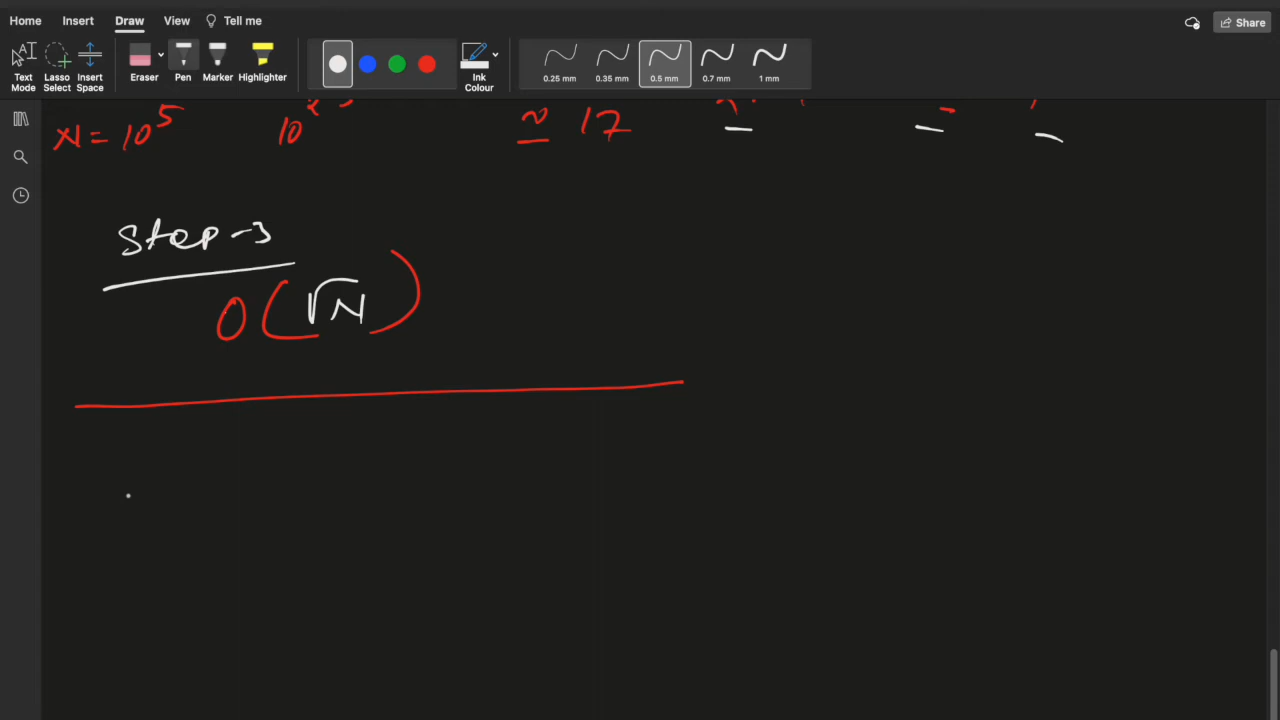 Home Insert Draw View Tell me
Share
Text Mode
Lasso Select
Insert Space
Eraser
Pen
Marker
Highlighter
Ink Colour
0.25 mm
0.35 mm
0.5 mm
0.7 mm
1 mm
N = 10^5 10 ≈ 17
Step-3
O(√N)